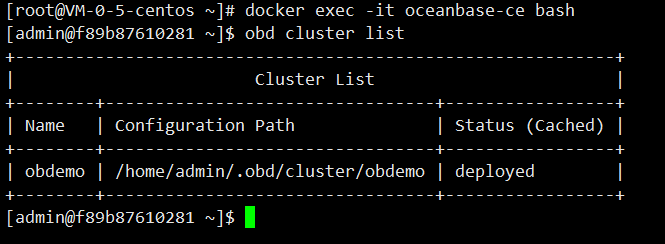 [root@VM-0-5-centos ~]# docker exec -it oceanbase-ce bash
[admin@f89b87610281 ~]$ obd cluster list
+------------------------------------------------------------+
|                        Cluster List                        |
+--------+---------------------------------+-----------------+
| Name   | Configuration Path              | Status (Cached) |
+--------+---------------------------------+-----------------+
| obdemo | /home/admin/.obd/cluster/obdemo | deployed        |
+--------+---------------------------------+-----------------+
[admin@f89b87610281 ~]$